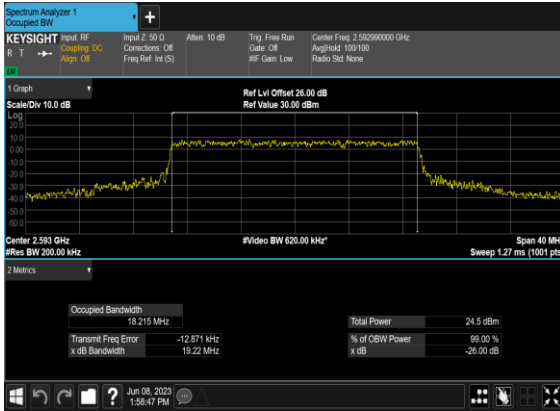 Spectrum Analyzer 1
Occupied BW
+
KEYSIGHT
R T
Input: RF
Coupling: DC
Align: Off
Input Z: 50 Ω
Corrections: Off
Freq Ref: Int (S)
Atten: 10 dB
Trig: Free Run
Gate: Off
#IF Gain: Low
Center Freq: 2.592990000 GHz
Avg|Hold: 100/100
Radio Std: None
1 Graph
Scale/Div 10.0 dB
Ref Lvl Offset 26.00 dB
Ref Value 30.00 dBm
Log
20.0
10.0
0.00
-10.0
-20.0
-30.0
-40.0
-50.0
-60.0
Center 2.593 GHz
#Res BW 200.00 kHz
#Video BW 620.00 kHz*
Span 40 MH
Sweep 1.27 ms (1001 pts
2 Metrics
Occupied Bandwidth
18.215 MHz
Transmit Freq Error -12.871 kHz
x dB Bandwidth 19.22 MHz
Total Power 24.5 dBm
% of OBW Power 99.00 %
x dB -26.00 dB
?
Jun 08, 2023
1:58:47 PM